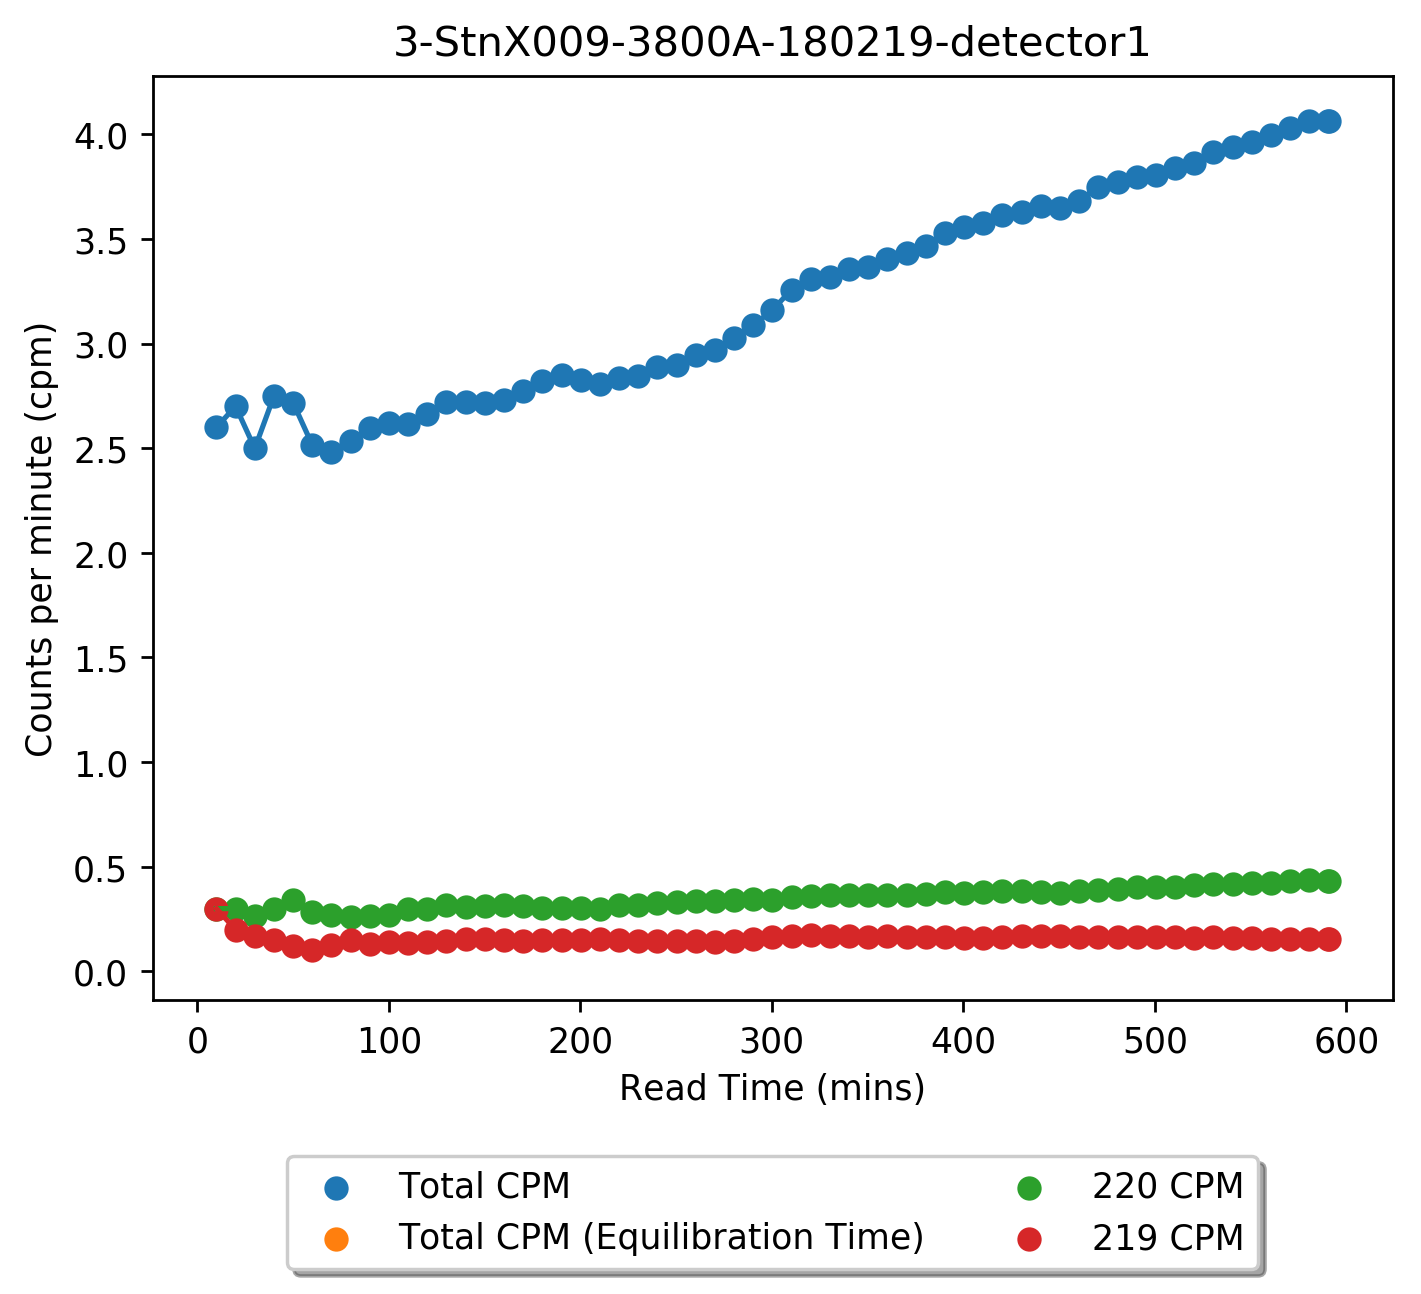 3-StnX009-3800A-180219-detector1
Counts per minute (cpm)
4.0
3.5
3.0
2.5
2.0
1.5
1.0
0.5
0.0
0 100 200 300 400 500 600
Read Time (mins)
Total CPM
Total CPM (Equilibration Time)
220 CPM
219 CPM